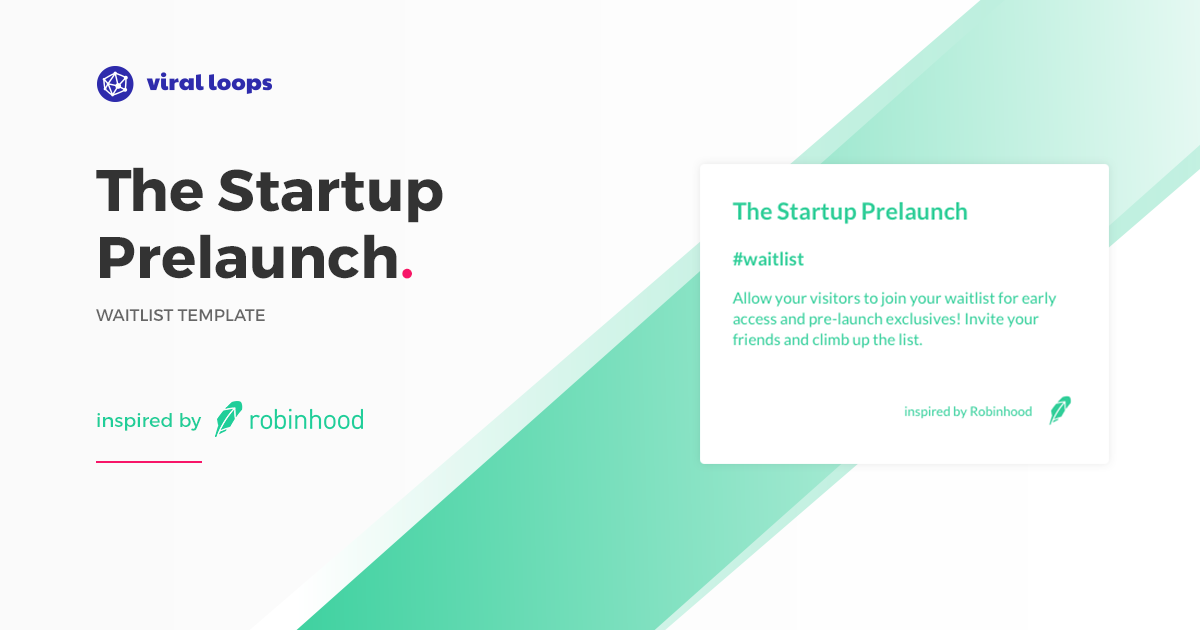 viral loops
The Startup
Prelaunch.
WAITLIST TEMPLATE
inspired by robinhood
The Startup Prelaunch
#waitlist
Allow your visitors to join your waitlist for early
access and pre-launch exclusives! Invite your
friends and climb up the list.
inspired by Robinhood